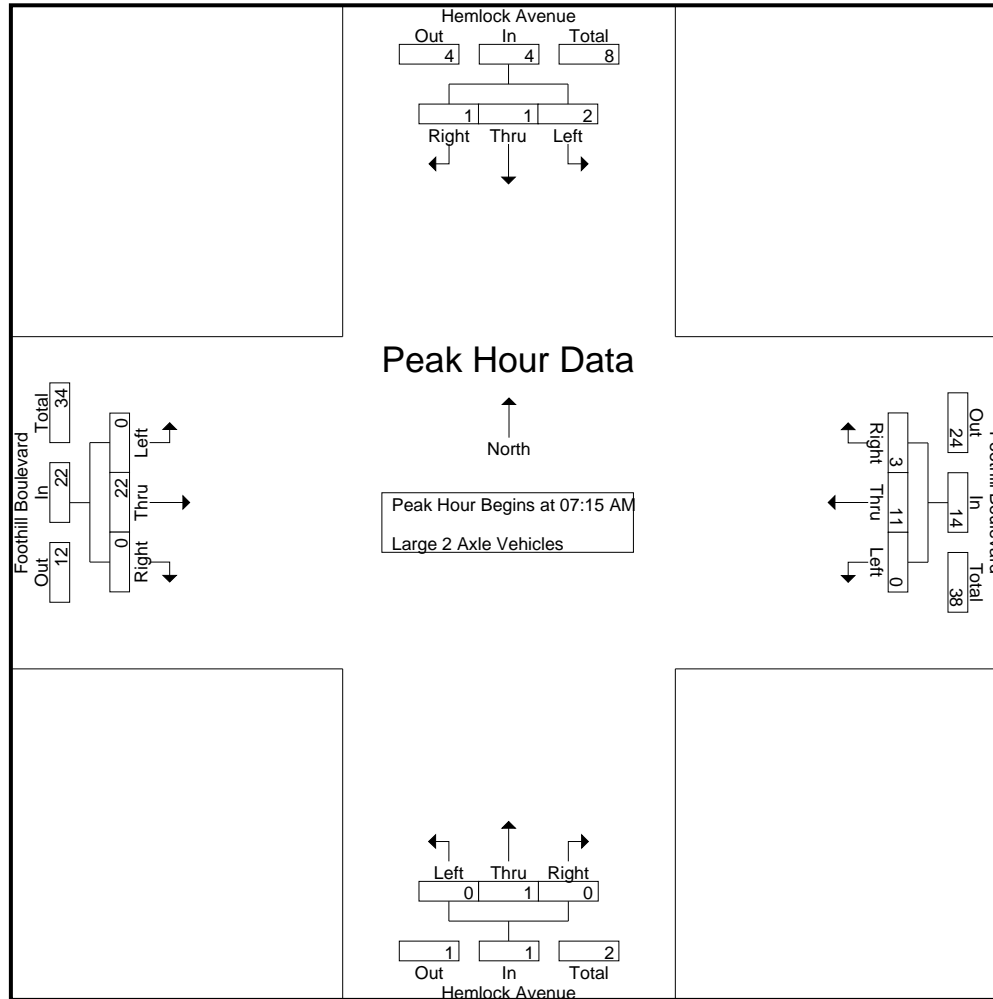 Hemlock Avenue
Out In Total
4 4 8
1 1 2
Right Thru Left
Peak Hour Data
North
Peak Hour Begins at 07:15 AM
Large 2 Axle Vehicles
Foothill Boulevard
Total In Out
34 22 12
0 22 0
Left Thru Right
Right Thru Left
3 11 0
24 14 38
Out In Total
Foothill Boulevard
Left Thru Right
0 1 0
1 1 2
Out In Total
Hemlock Avenue